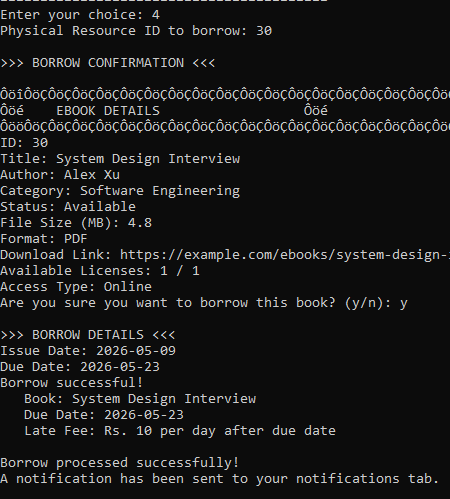 Enter your choice: 4
Physical Resource ID to borrow: 30
>>> BORROW CONFIRMATION <<<
ÔöîÔöÇÔöÇÔöÇÔöÇÔöÇÔöÇÔöÇÔöÇÔöÇÔöÇÔöÇÔöÇÔöÇÔöÇÔöÇÔöÇÔöÇÔö
Ôöé    EBOOK DETAILS                  Ôöé
ÔööÔöÇÔöÇÔöÇÔöÇÔöÇÔöÇÔöÇÔöÇÔöÇÔöÇÔöÇÔöÇÔöÇÔöÇÔöÇÔöÇÔöÇÔö
ID: 30
Title: System Design Interview
Author: Alex Xu
Category: Software Engineering
Status: Available
File Size (MB): 4.8
Format: PDF
Download Link: https://example.com/ebooks/system-design-
Available Licenses: 1 / 1
Access Type: Online
Are you sure you want to borrow this book? (y/n): y
>>> BORROW DETAILS <<<
Issue Date: 2026-05-09
Due Date: 2026-05-23
Borrow successful!
   Book: System Design Interview
   Due Date: 2026-05-23
   Late Fee: Rs. 10 per day after due date
Borrow processed successfully!
A notification has been sent to your notifications tab.